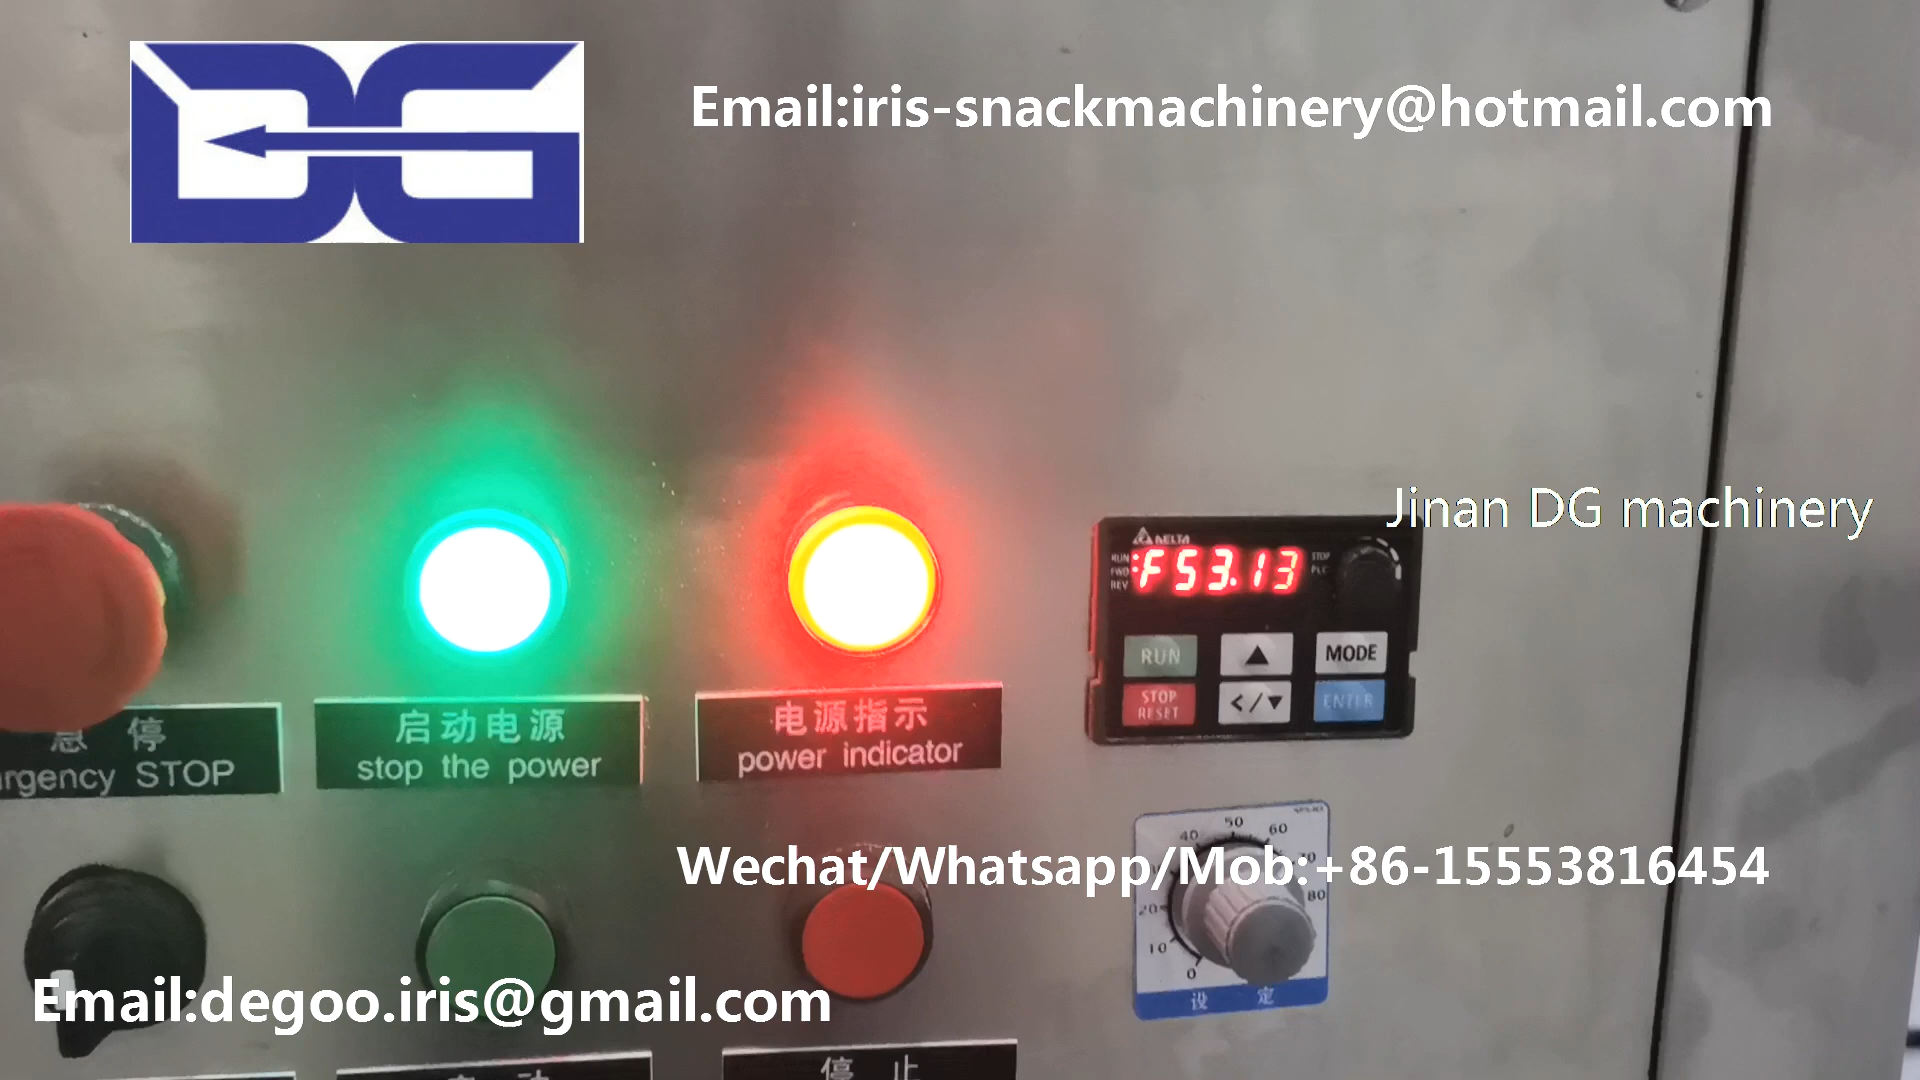 DG
Email:iris-snackmachinery@hotmail.com
Jinan DG machinery
DELTA
RUN
FWD
REV
F53.13
STOP
PLC
RUN
MODE
STOP
RESET
</▼
ENTER
急 停
rgency STOP
启动电源
stop the power
电源指示
power indicator
Wechat/Whatsapp/Mob:+86-15553816454
0
10
20
40
50
60
80
设 定
Email:degoo.iris@gmail.com
停 止